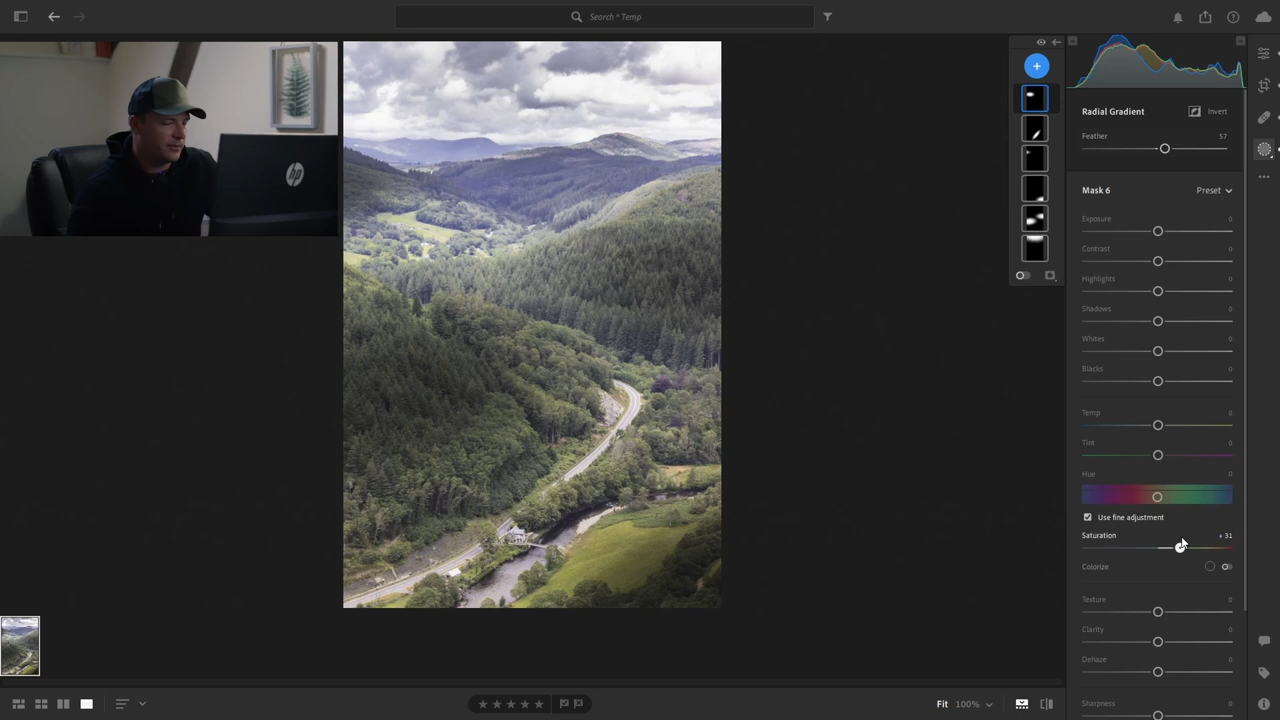 Search * Temp
hp
Radial Gradient
Invert
Feather 57
Mask 6 Preset
Exposure 0
Contrast 0
Highlights 0
Shadows 0
Whites 0
Blacks 0
Temp 0
Tint 0
Hue 0
Use fine adjustment
Saturation + 31
Colorize
Texture 0
Clarity 0
Dehaze 0
Sharpness 0
Fit 100%